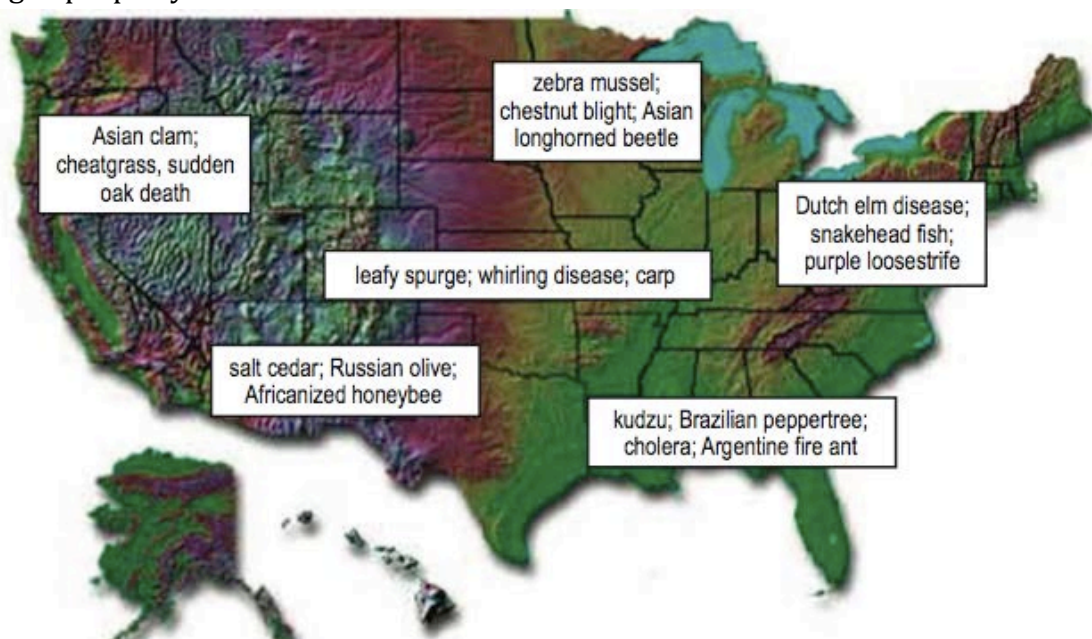 zebra mussel;
chestnut blight; Asian
longhorned beetle
Asian clam;
cheatgrass, sudden
oak death
Dutch elm disease;
snakehead fish;
purple loosestrife
leafy spurge; whirling disease; carp
salt cedar; Russian olive;
Africanized honeybee
kudzu; Brazilian peppertree;
cholera; Argentine fire ant